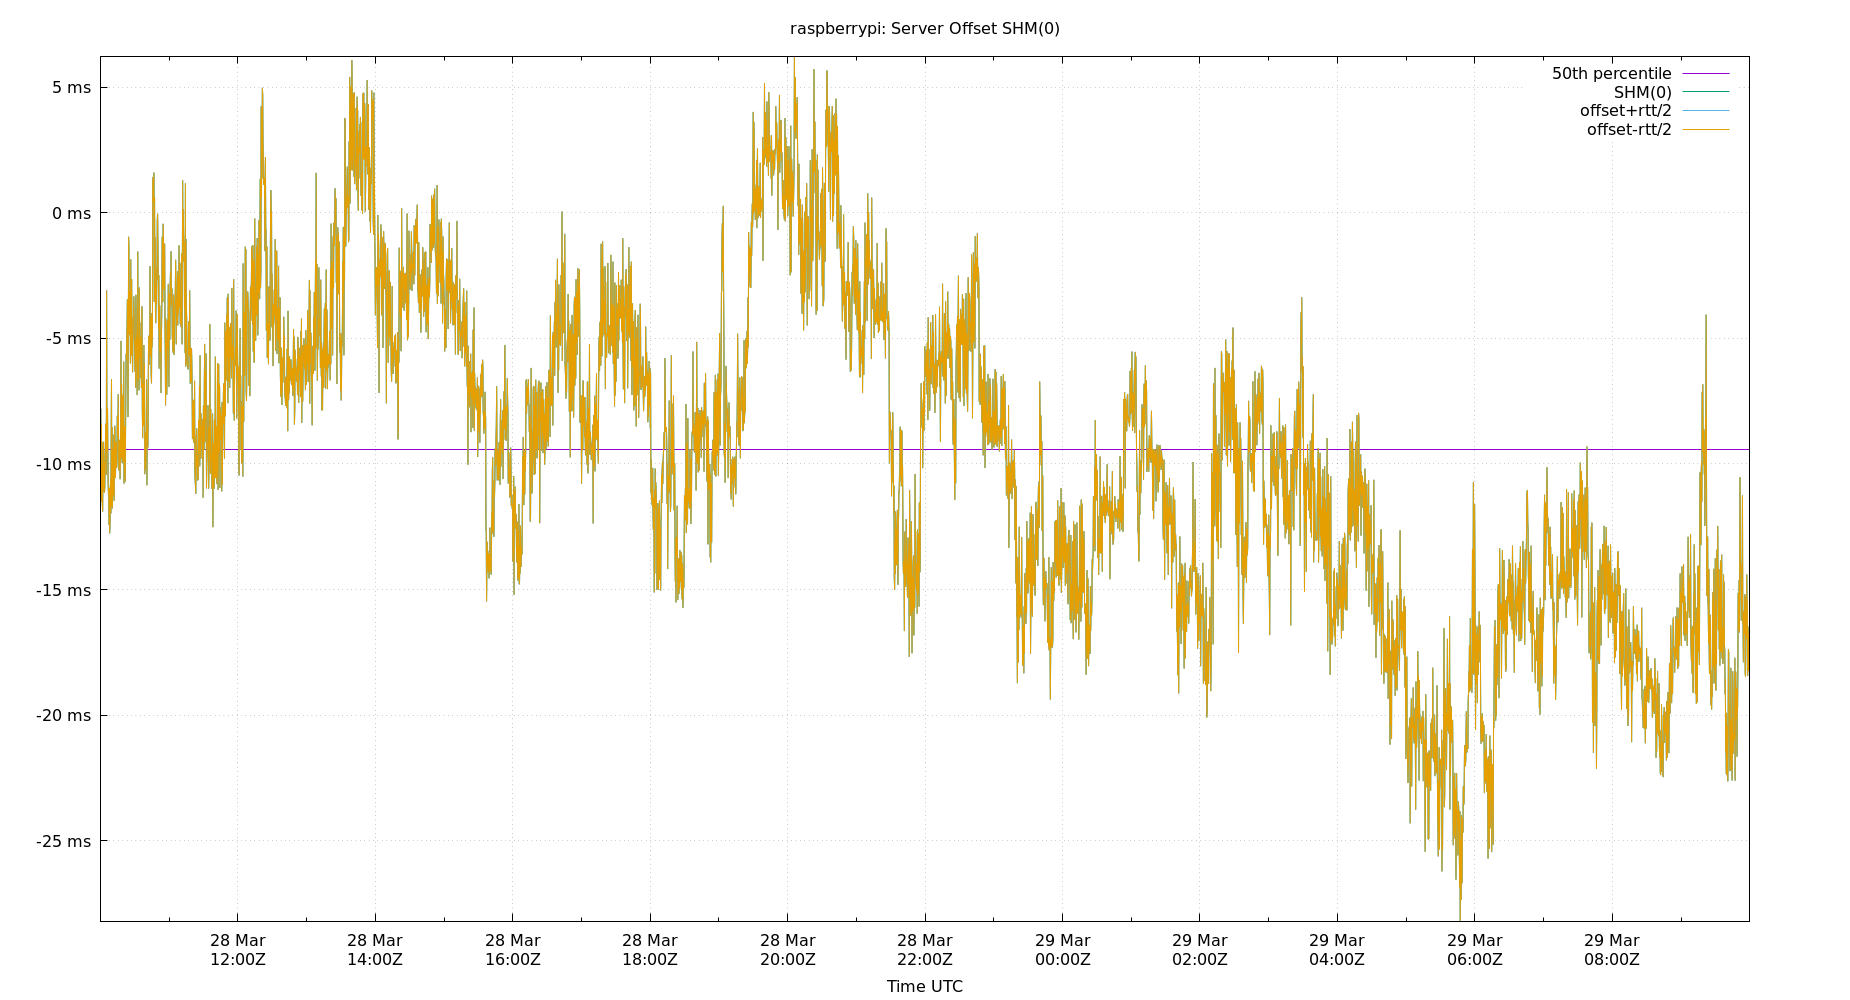 raspberrypi: Server Offset SHM(0)
50th percentile
SHM(0)
offset+rtt/2
offset-rtt/2
5 ms
0 ms
-5 ms
-10 ms
-15 ms
-20 ms
-25 ms
28 Mar 28 Mar 28 Mar 28 Mar 28 Mar 28 Mar 29 Mar 29 Mar 29 Mar 29 Mar 29 Mar
12:00Z 14:00Z 16:00Z 18:00Z 20:00Z 22:00Z 00:00Z 02:00Z 04:00Z 06:00Z 08:00Z
Time UTC